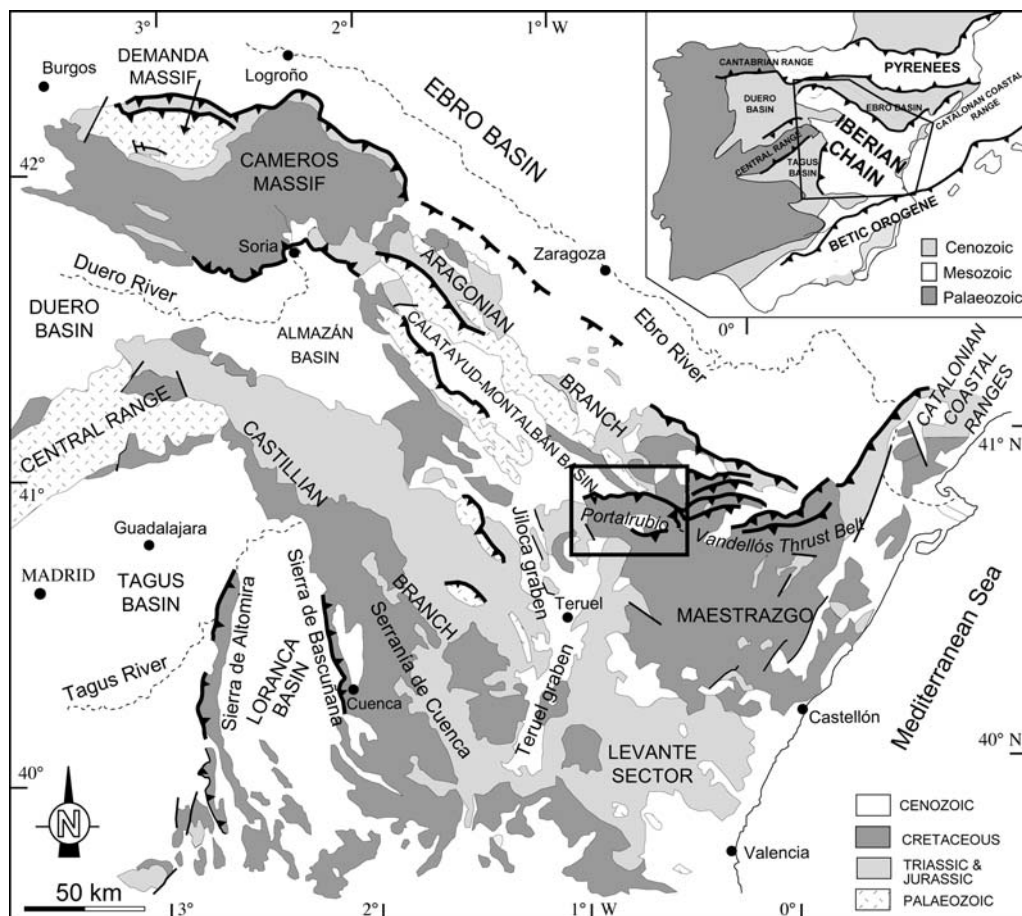 3°
2°
1° W
DEMANDA
MASSIF
Burgos
Logroño
EBRO BASIN
42°
CAMEROS
MASSIF
Soria
Duero River
DUERO
BASIN
ALMAZÁN
BASIN
ARAGONIAN
BRANCH
Zaragoza
Ebro River
CALATAYUD-MONTALBÁN BASIN
CENTRAL RANGE
CASTILLIAN
BRANCH
41°
Guadalajara
MADRID
TAGUS
BASIN
Tagus River
Sierra de Altomira
LORANCA
BASIN
Sierra de Bascuñana
Cuenca
Serranía de Cuenca
Jiloca graben
Teruel
Teruel graben
Portalrubio
Vandellós Thrust Belt
MAESTRAZGO
LEVANTE
SECTOR
Castellón
Valencia
Mediterranean Sea
CATALONIAN
COASTAL
RANGES
0°
41° N
40° N
40°
N
50 km
3°
2°
1° W
0°
CANTABRIAN RANGE
PYRENEES
DUERO
BASIN
EBRO BASIN
CATALONAN COASTAL
RANGE
IBERIAN
CHAIN
CENTRAL RANGE
TAGUS
BASIN
BETIC OROGENE
Cenozoic
Mesozoic
Palaeozoic
CENOZOIC
CRETACEOUS
TRIASSIC &
JURASSIC
PALAEOZOIC